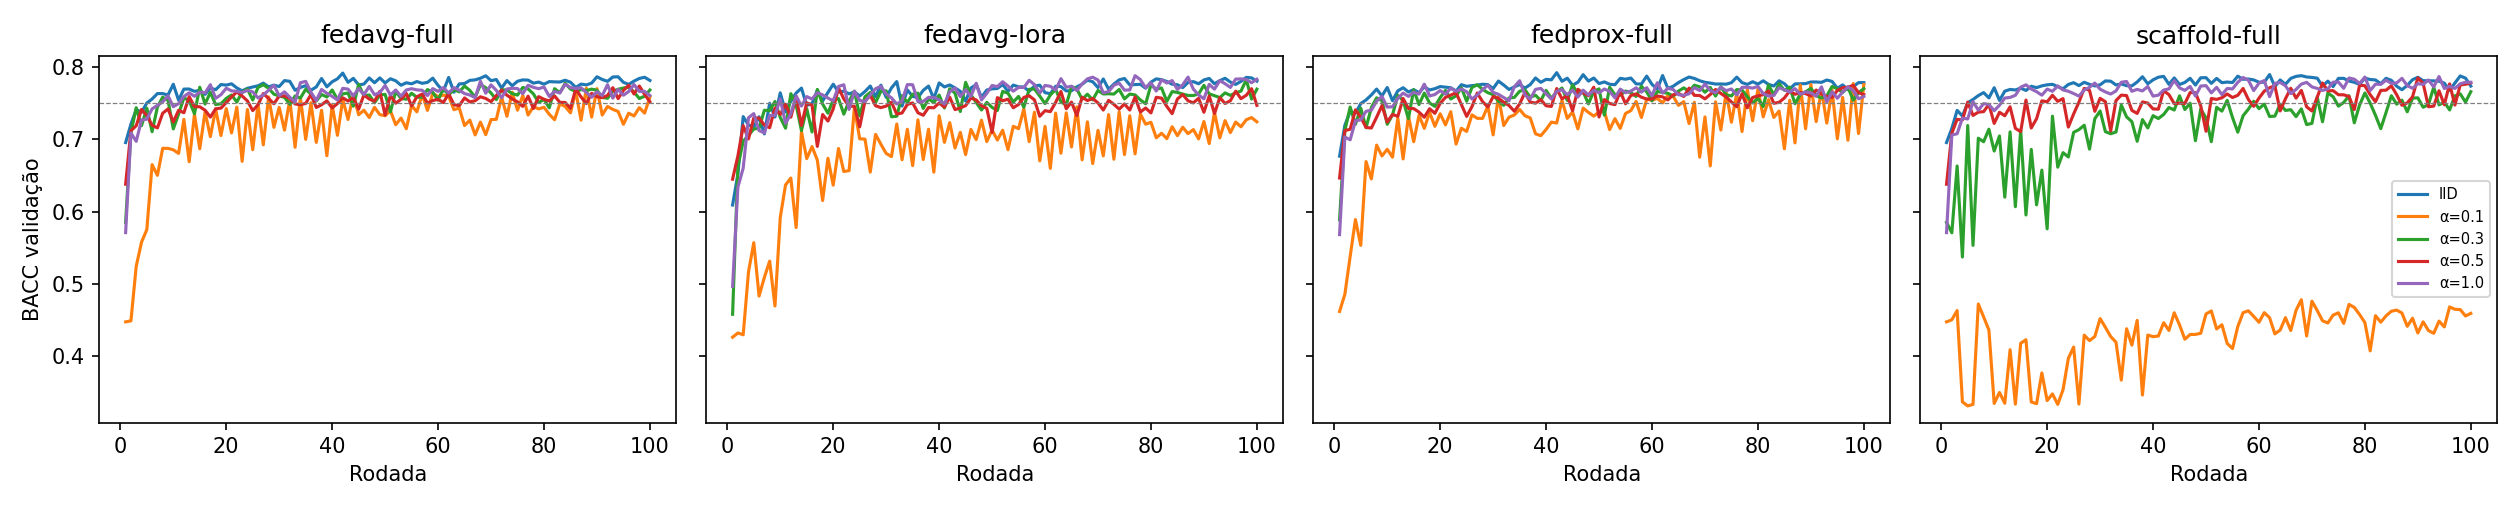 fedavg-full
fedavg-lora
fedprox-full
scaffold-full
BACC validação
0.8
0.7
0.6
0.5
0.4
0 20 40 60 80 100
0 20 40 60 80 100
0 20 40 60 80 100
0 20 40 60 80 100
Rodada
Rodada
Rodada
Rodada
IID
α=0.1
α=0.3
α=0.5
α=1.0